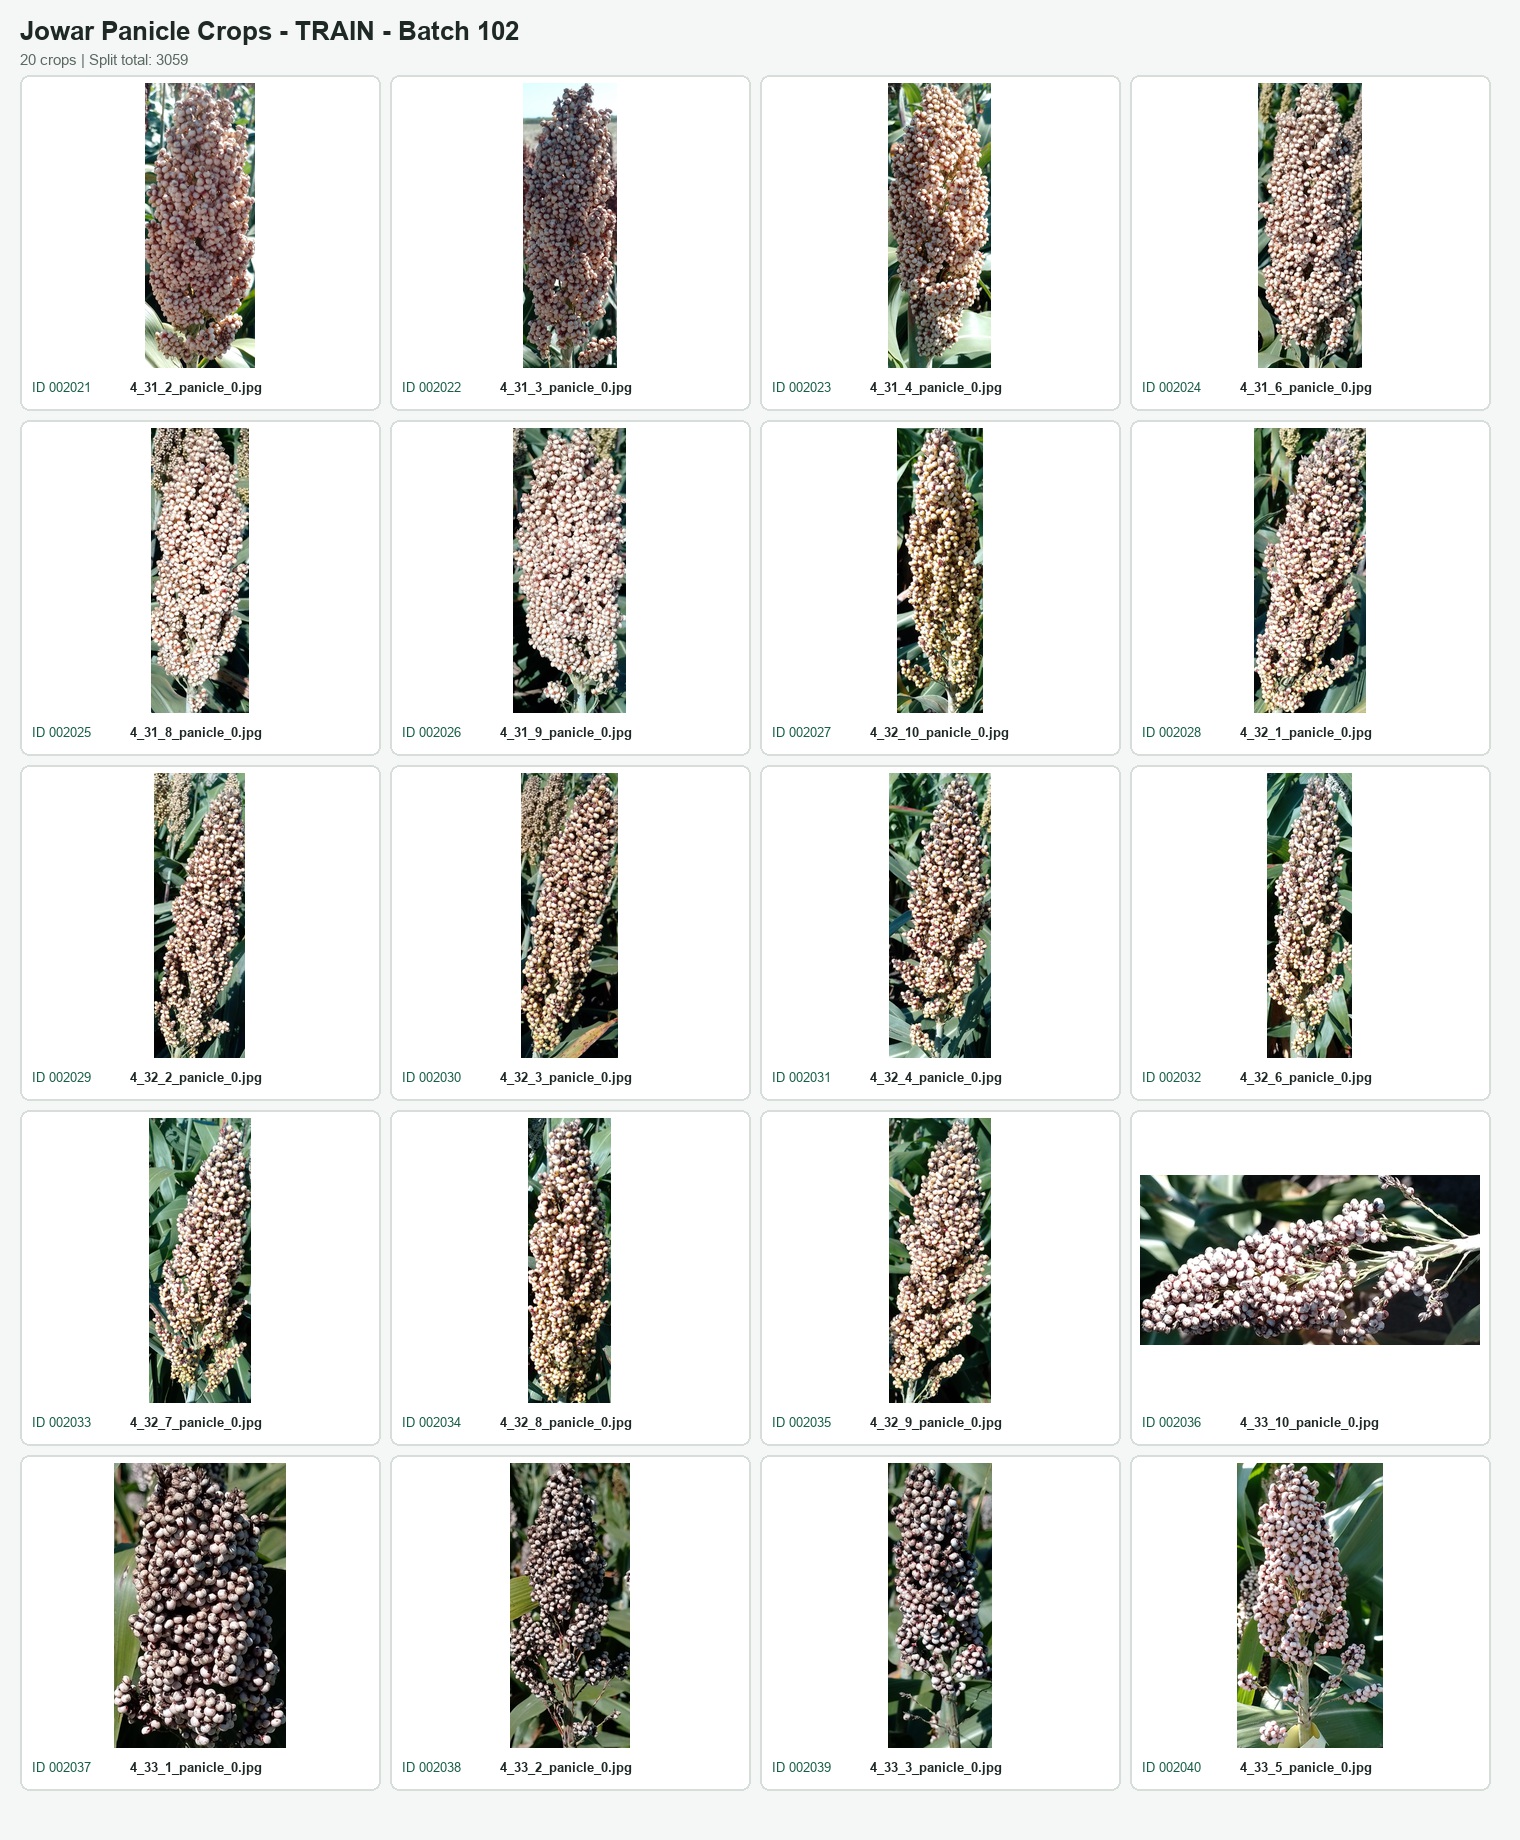 Jowar Panicle Crops - TRAIN - Batch 102
20 crops | Split total: 3059
ID 002021 4_31_2_panicle_0.jpg
ID 002022 4_31_3_panicle_0.jpg
ID 002023 4_31_4_panicle_0.jpg
ID 002024 4_31_6_panicle_0.jpg
ID 002025 4_31_8_panicle_0.jpg
ID 002026 4_31_9_panicle_0.jpg
ID 002027 4_32_10_panicle_0.jpg
ID 002028 4_32_1_panicle_0.jpg
ID 002029 4_32_2_panicle_0.jpg
ID 002030 4_32_3_panicle_0.jpg
ID 002031 4_32_4_panicle_0.jpg
ID 002032 4_32_6_panicle_0.jpg
ID 002033 4_32_7_panicle_0.jpg
ID 002034 4_32_8_panicle_0.jpg
ID 002035 4_32_9_panicle_0.jpg
ID 002036 4_33_10_panicle_0.jpg
ID 002037 4_33_1_panicle_0.jpg
ID 002038 4_33_2_panicle_0.jpg
ID 002039 4_33_3_panicle_0.jpg
ID 002040 4_33_5_panicle_0.jpg